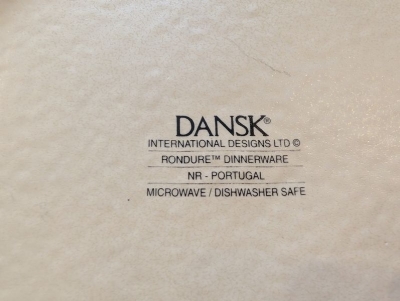 DANSK®
INTERNATIONAL DESIGNS LTD ©
RONDURE™ DINNERWARE
NR - PORTUGAL
MICROWAVE / DISHWASHER SAFE